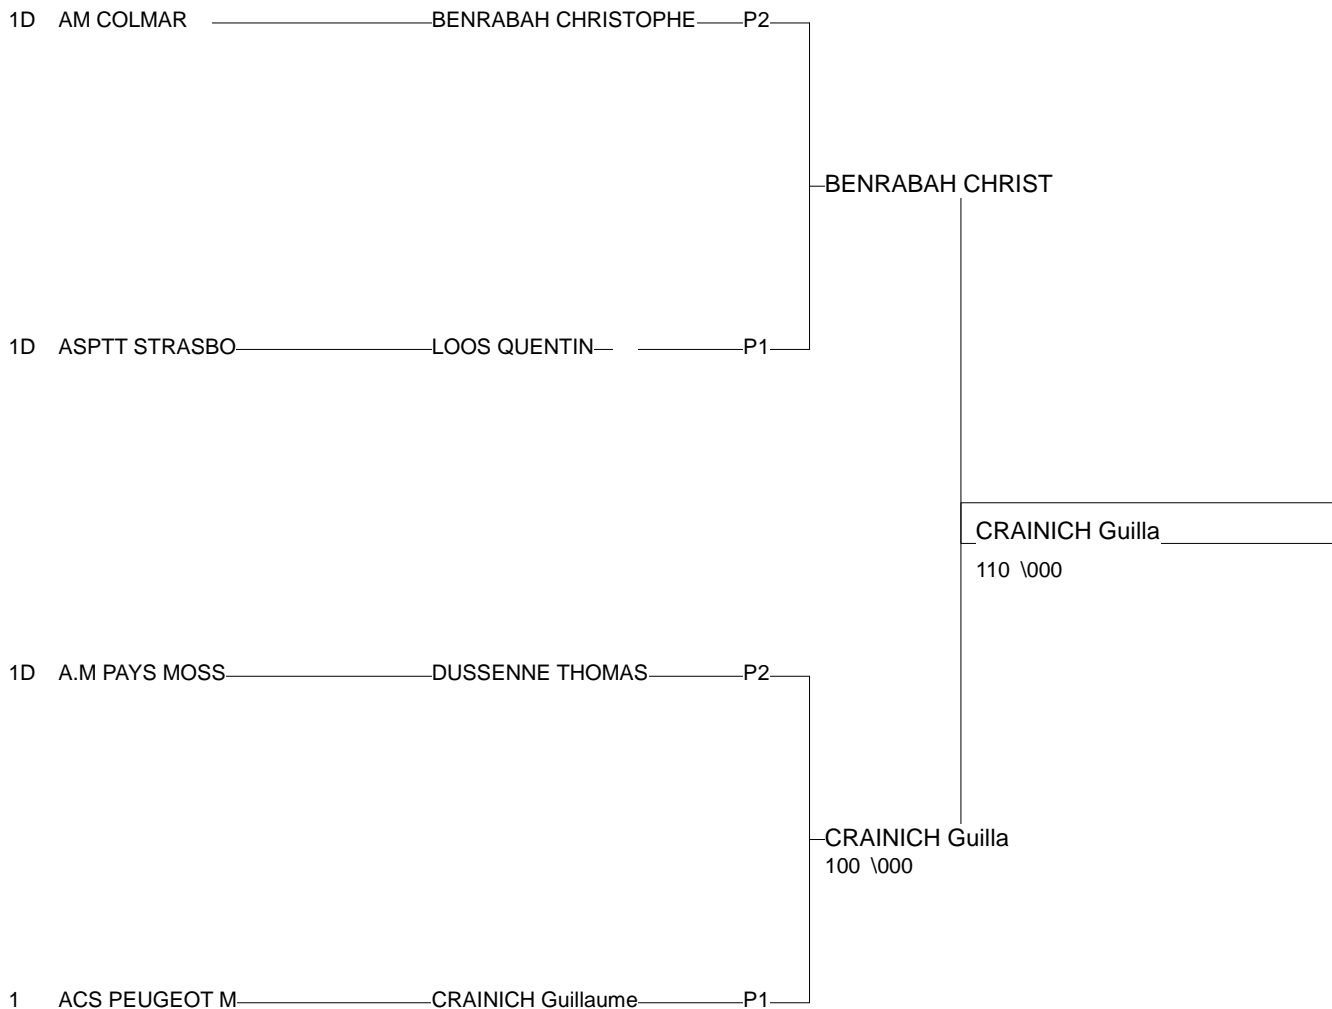 1D AM COLMAR BENRABAH CHRISTOPHE P2
BENRABAH CHRIST
1D ASPTT STRASBO LOOS QUENTIN P1
CRAINICH Guilla
110 \000
1D A.M PAYS MOSS DUSSENNE THOMAS P2
CRAINICH Guilla
100 \000
1 ACS PEUGEOT M CRAINICH Guillaume P1